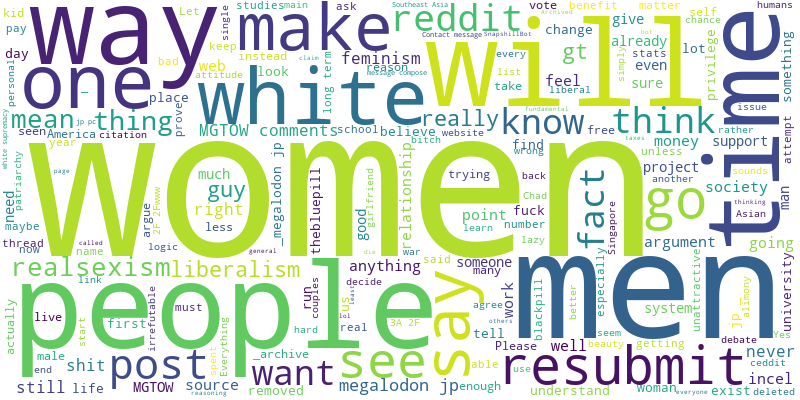 way
one
make
reddit
will
time
women
white
men
people
post
want
see
say
resubmit
go
fact
know
think
mean
thing
guy
right
realsexism
liberalism
anything
really
relationship
feminism
MGTOW
comments
believe
studies
main
ask
keep
instead
bad
web
attitude
look
reason
long term
single
kid
Let
pay
day
personal
place
prove
seen
America
citation
year
jp pc
white supremacy
patriarchy
need
maybe
thread
now
name
called
page
much
less
argue
2F 2Fwww
logic
general
_megalodon jp
school
website
bitch
thebluepill
girlfriend
good
war
did
trying
back
Chad
point
learn
fuck
number
lazy
find
wrong
free
Singapore
especially
Southeast Asia
Archived
Contact message
SnapshillBot
message compose
claim
bot
every
list
take
simply
liberal
fundamental
taxes
gt
feel
change
give
already
even
sure
stats
vote
benefit
matter
self
chance
lot
privilege
humans
something
issue
rather
attempt
support
money
unless
project
another
society
sounds
thinking
man
Asian
going
argument
university
unattractive
system
jp _
alimony
Yes
debate
better
beauty
getting
seem
woman
everyone
exist
deleted
ceddit
never
incel
understand
use
able
others
agree
many
someone
said
tell
work
blackpill
Please
well
enough
megalodon jp
removed
_archive
3A 2F
us
run
couples
decide
hard
real
lol
least
must
irrefutable
Everything
spent
source
reasoning
first
link
start
live
actually
male
end
shit
still
life
MGTOW